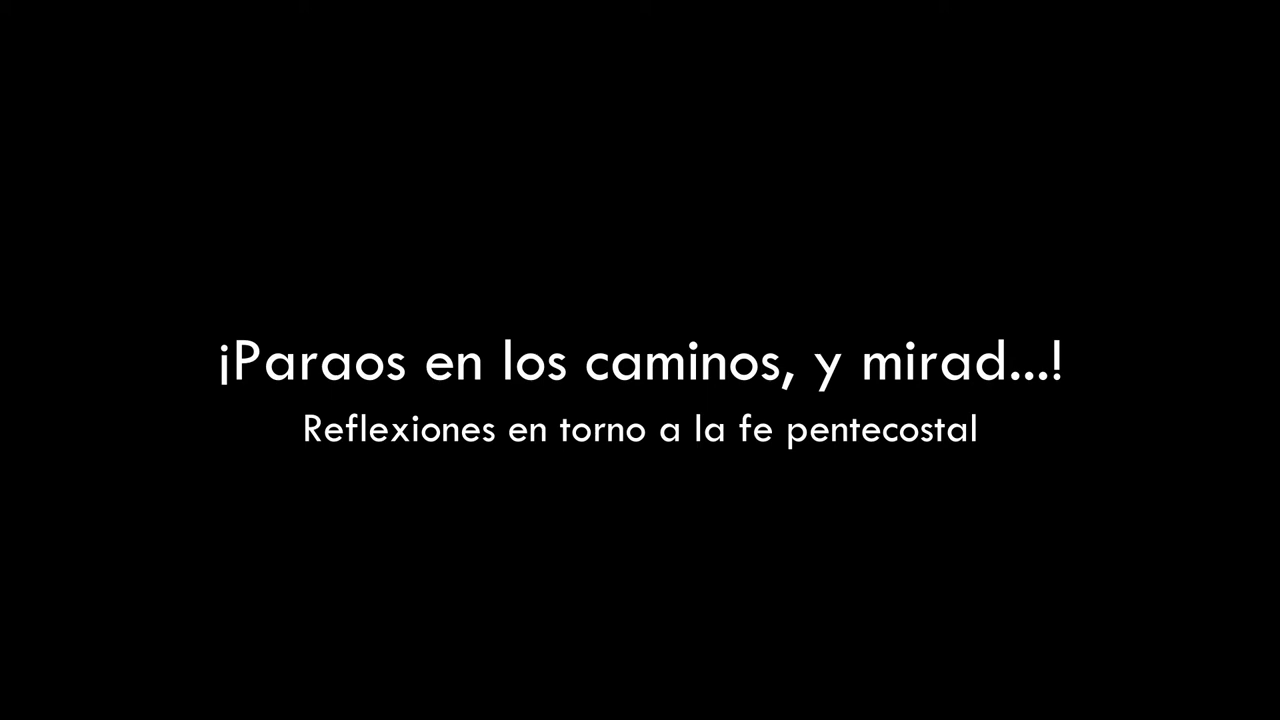 ¡Paraos en los caminos, y mirad...!
Reflexiones en torno a la fe pentecostal